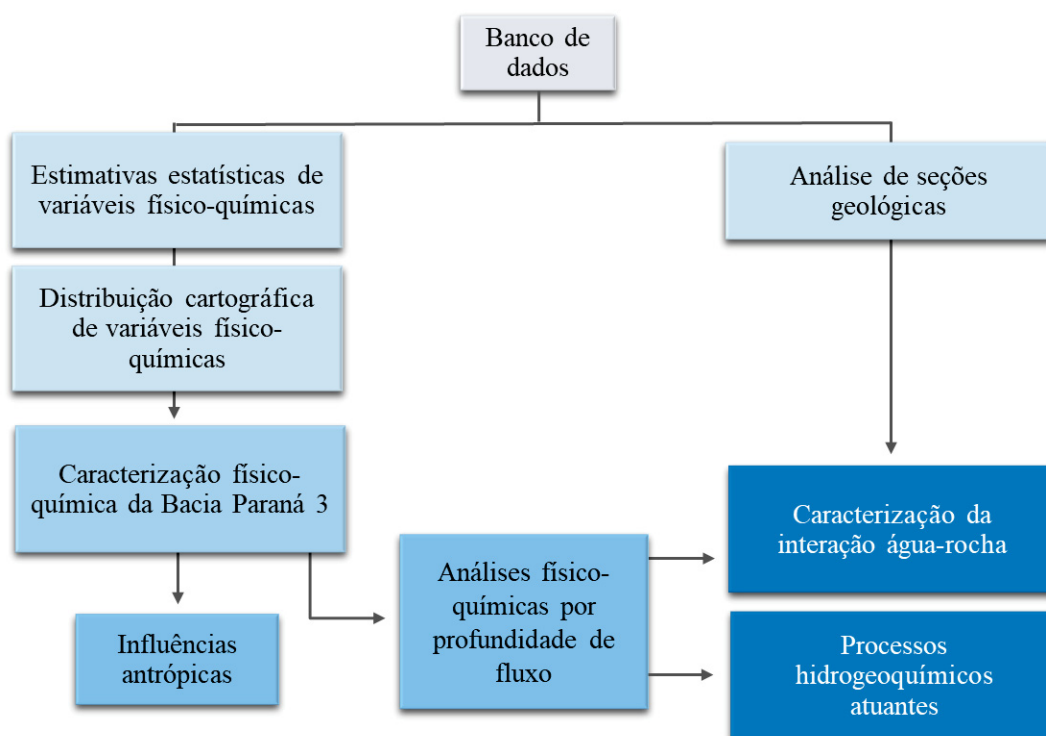 Banco de
dados
Estimativas estatísticas de
variáveis físico-químicas
Análise de seções
geológicas
Distribuição cartográfica
de variáveis físico-
químicas
Caracterização físico-
química da Bacia Paraná 3
Análises físico-
químicas por
profundidade de
fluxo
Caracterização da
interação água-rocha
Influências
antrópicas
Processos
hidrogeoquímicos
atuantes